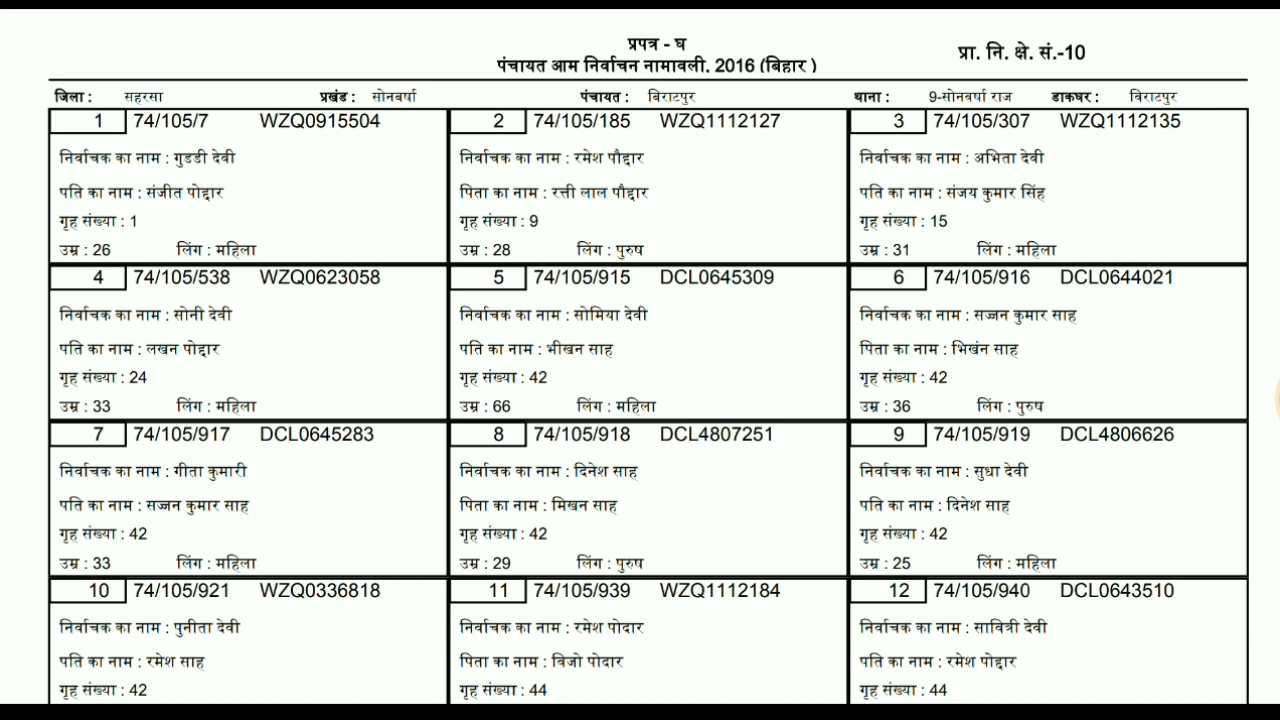 प्रपत्र - घ
पंचायत आम निर्वाचन नामावली. 2016 (बिहार )
प्रा. नि. क्षे. सं.-10
जिला : सहरसा प्रखंड : सोनवर्षा पंचायत : बिराटपुर थाना : 9-सोनवर्षा राज डाकघर : विराटपुर
1 74/105/7 WZQ0915504
निर्वाचक का नाम : गुडडी देवी
पति का नाम : संजीत पोद्दार
गृह संख्या : 1
उम्र : 26 लिंग : महिला
2 74/105/185 WZQ1112127
निर्वाचक का नाम : रमेश पौद्दार
पिता का नाम : रत्ती लाल पौद्दार
गृह संख्या : 9
उम्र : 28 लिंग : पुरुष
3 74/105/307 WZQ1112135
निर्वाचक का नाम : अभिता देवी
पति का नाम : संजय कुमार सिंह
गृह संख्या : 15
उम्र : 31 लिंग : महिला
4 74/105/538 WZQ0623058
निर्वाचक का नाम : सोनी देवी
पति का नाम : लखन पोद्दार
गृह संख्या : 24
उम्र : 33 लिंग : महिला
5 74/105/915 DCL0645309
निर्वाचक का नाम : सोमिया देवी
पति का नाम : भीखन साह
गृह संख्या : 42
उम्र : 66 लिंग : महिला
6 74/105/916 DCL0644021
निर्वाचक का नाम : सज्जन कुमार साह
पिता का नाम : भिखंन साह
गृह संख्या : 42
उम्र : 36 लिंग : पुरुष
7 74/105/917 DCL0645283
निर्वाचक का नाम : गीता कुमारी
पति का नाम : सज्जन कुमार साह
गृह संख्या : 42
उम्र : 33 लिंग : महिला
8 74/105/918 DCL4807251
निर्वाचक का नाम : दिनेश साह
पिता का नाम : मिखन साह
गृह संख्या : 42
उम्र : 29 लिंग : पुरुष
9 74/105/919 DCL4806626
निर्वाचक का नाम : सुधा देवी
पति का नाम : दिनेश साह
गृह संख्या : 42
उम्र : 25 लिंग : महिला
10 74/105/921 WZQ0336818
निर्वाचक का नाम : पुनीता देवी
पति का नाम : रमेश साह
गृह संख्या : 42
11 74/105/939 WZQ1112184
निर्वाचक का नाम : रमेश पोदार
पिता का नाम : विजो पोदार
गृह संख्या : 44
12 74/105/940 DCL0643510
निर्वाचक का नाम : सावित्री देवी
पति का नाम : रमेश पोद्दार
गृह संख्या : 44